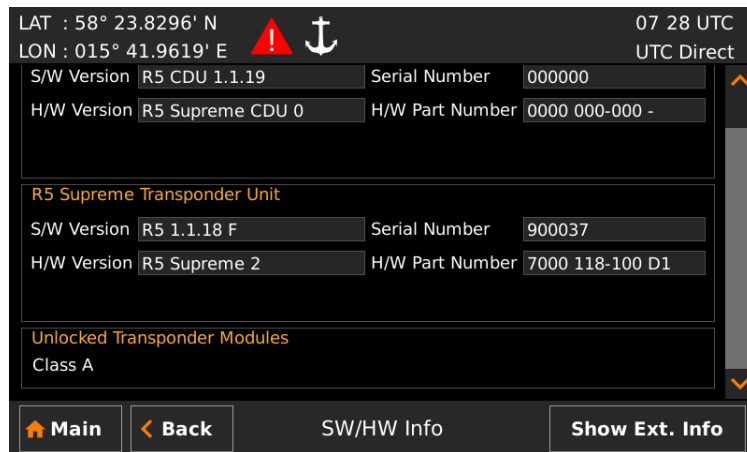 LAT : 58° 23.8296' N
07 28 UTC
LON : 015° 41.9619' E
UTC Direct
S/W Version R5 CDU 1.1.19 Serial Number 000000
H/W Version R5 Supreme CDU 0 H/W Part Number 0000 000-000 -
R5 Supreme Transponder Unit
S/W Version R5 1.1.18 F Serial Number 900037
H/W Version R5 Supreme 2 H/W Part Number 7000 118-100 D1
Unlocked Transponder Modules
Class A
Main Back SW/HW Info Show Ext. Info